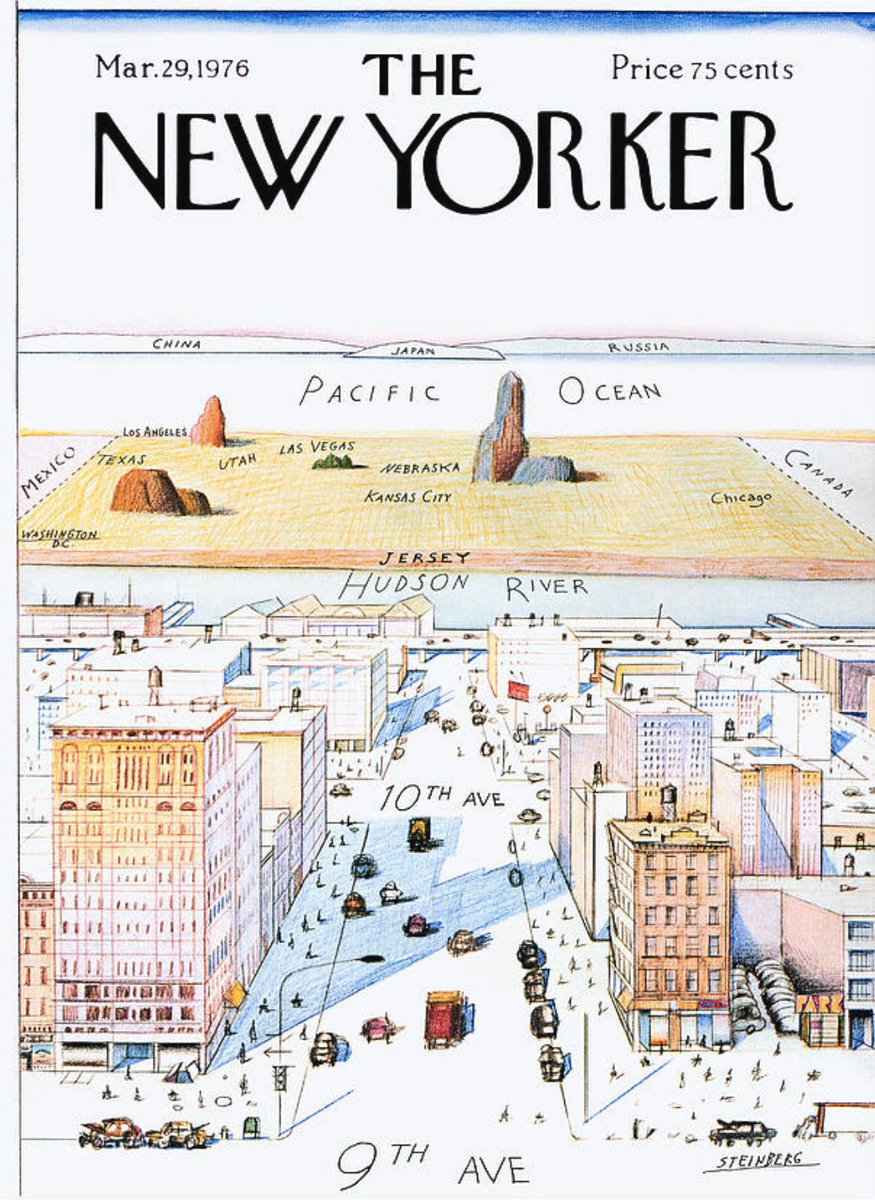 Mar. 29, 1976
THE
Price 75 cents
NEW YORKER
CHINA
JAPAN
RUSSIA
PACIFIC OCEAN
LOS ANGELES
MEXICO
TEXAS
UTAH
LAS VEGAS
NEBRASKA
CANADA
KANSAS CITY
Chicago
WASHINGTON
D.C.
JERSEY
HUDSON RIVER
10TH AVE
PARK
9TH AVE
STEINBERG